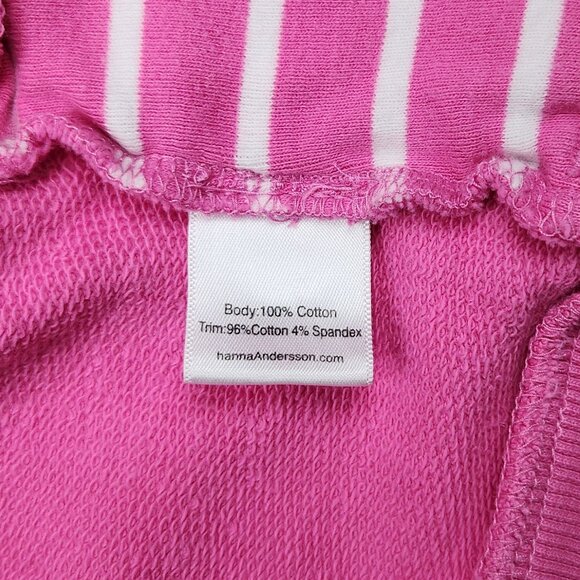 Body:100% Cotton
Trim:96%Cotton 4% Spandex
hannaAndersson.com